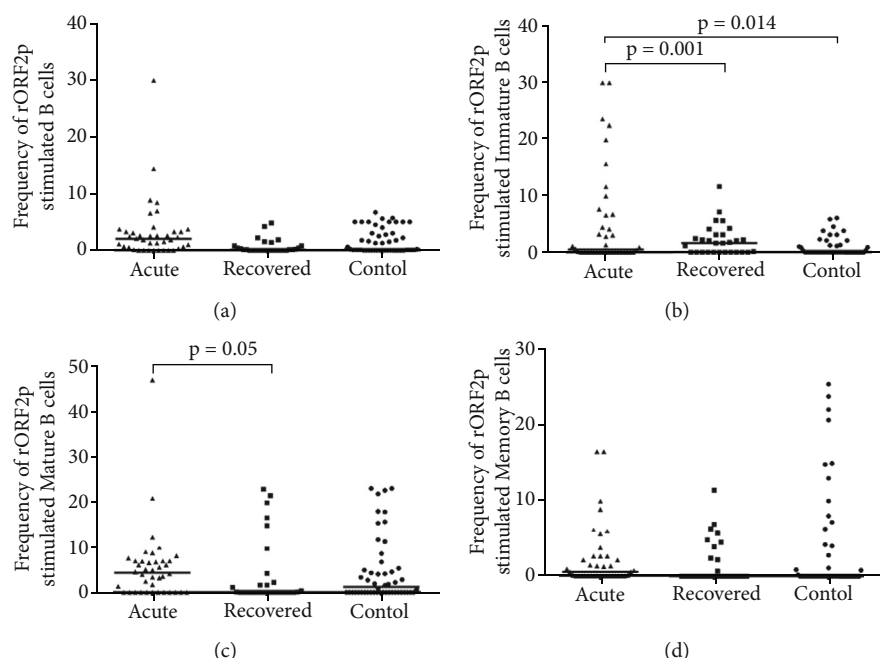 Frequency of rORF2p
stimulated B cells
40
30
20
10
0
Acute
Recovered
Contol
(a)
Frequency of rORF2p
stimulated Immature B cells
40
30
20
10
0
p = 0.014
p = 0.001
Acute
Recovered
Contol
(b)
Frequency of rORF2p
stimulated Mature B cells
50
40
30
20
10
0
p = 0.05
Acute
Recovered
Contol
(c)
Frequency of rORF2p
stimulated Memory B cells
30
20
10
0
Acute
Recovered
Contol
(d)